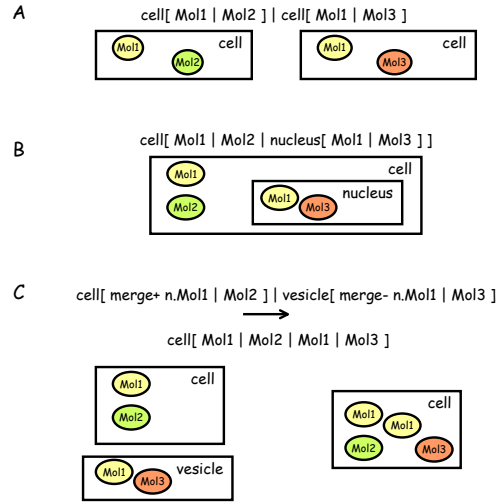 A
cell[ Mol1 | Mol2 ] | cell[ Mol1 | Mol3 ]
Mol1 cell
Mol2
Mol1 cell
Mol3
B
cell[ Mol1 | Mol2 | nucleus[ Mol1 | Mol3 ] ]
cell
Mol1
nucleus
Mol1
Mol2
Mol3
C
cell[ merge+ n.Mol1 | Mol2 ] | vesicle[ merge- n.Mol1 | Mol3 ]
cell[ Mol1 | Mol2 | Mol1 | Mol3 ]
cell
Mol1
Mol2
vesicle
Mol1
Mol3
cell
Mol1
Mol1
Mol2
Mol3